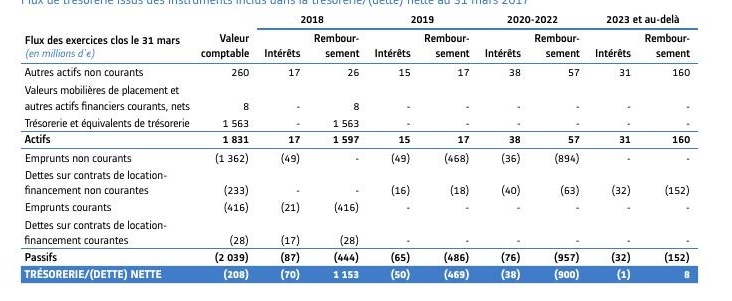 Flux de trésorerie issus des instruments inclus dans la trésorerie/(dette) nette au 31 mars 2017
2018 2019 2020-2022 2023 et au-delà
Flux des exercices clos le 31 mars Valeur Rembour- Rembour- Rembour- Rembour-
(en millions d'€) comptable Intérêts sement Intérêts sement Intérêts sement Intérêts sement
Autres actifs non courants 260 17 26 15 17 38 57 31 160
Valeurs mobilières de placement et
autres actifs financiers courants, nets 8 - 8 - - - - - -
Trésorerie et équivalents de trésorerie 1 563 - 1 563 - - - - - -
Actifs 1 831 17 1 597 15 17 38 57 31 160
Emprunts non courants (1 362) (49) - (49) (468) (36) (894) - -
Dettes sur contrats de location-
financement non courantes (233) - - (16) (18) (40) (63) (32) (152)
Emprunts courants (416) (21) (416) - - - - - -
Dettes sur contrats de location-
financement courantes (28) (17) (28) - - - - - -
Passifs (2 039) (87) (444) (65) (486) (76) (957) (32) (152)
TRÉSORERIE/(DETTE) NETTE (208) (70) 1 153 (50) (469) (38) (900) (1) 8